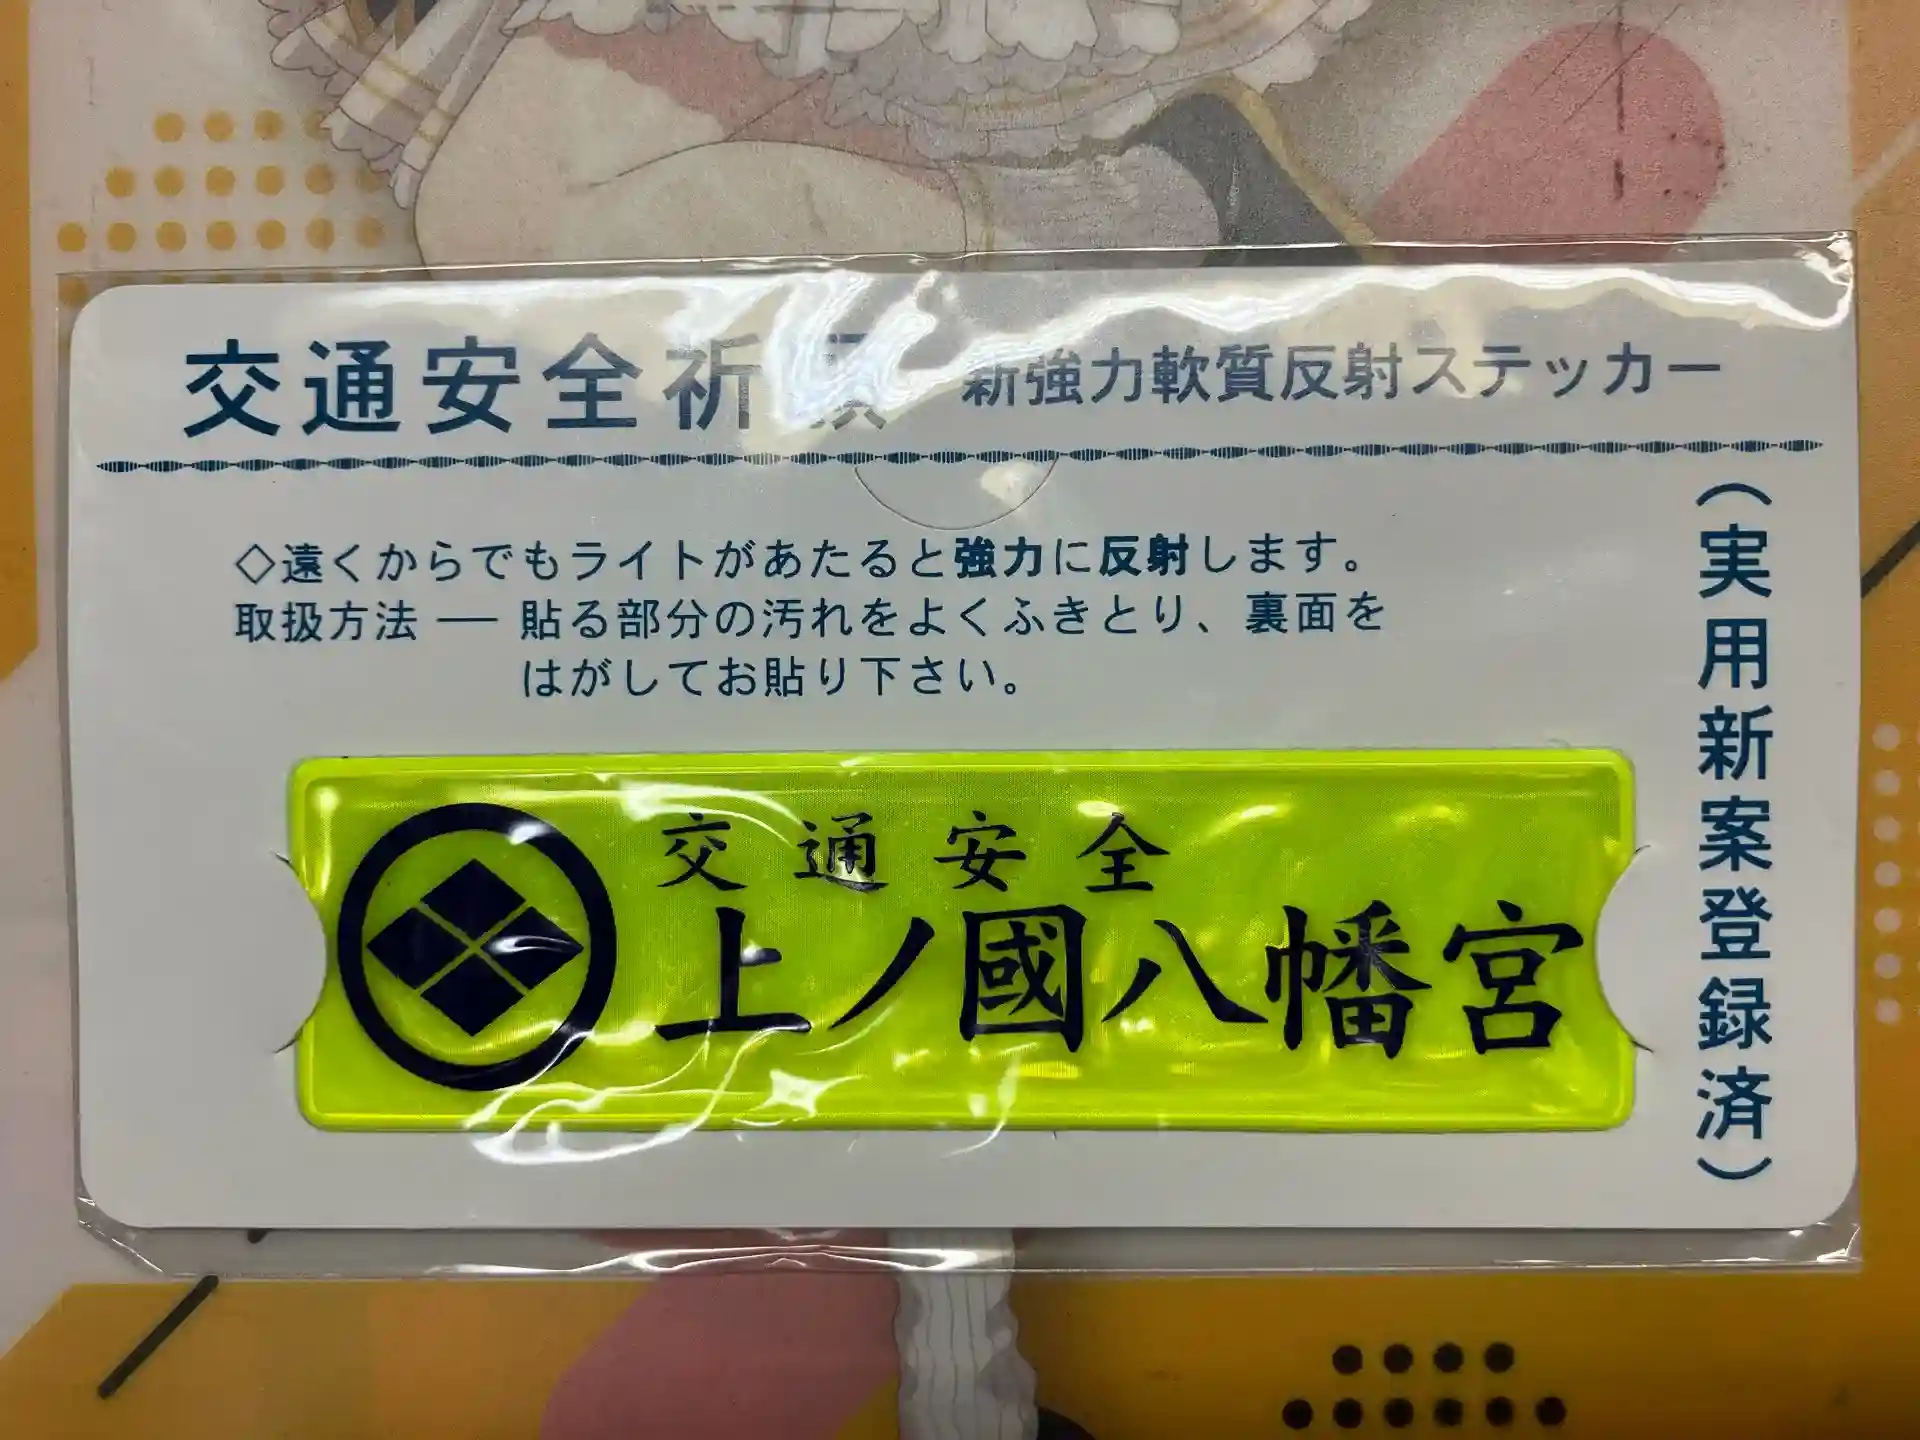 交通安全祈願 新強力軟質反射ステッカー
(実用新案登録済)
◇遠くからでもライトがあたると強力に反射します。
取扱方法 ― 貼る部分の汚れをよくふきとり、裏面を
はがしてお貼り下さい。
交通安全
上ノ國八幡宮